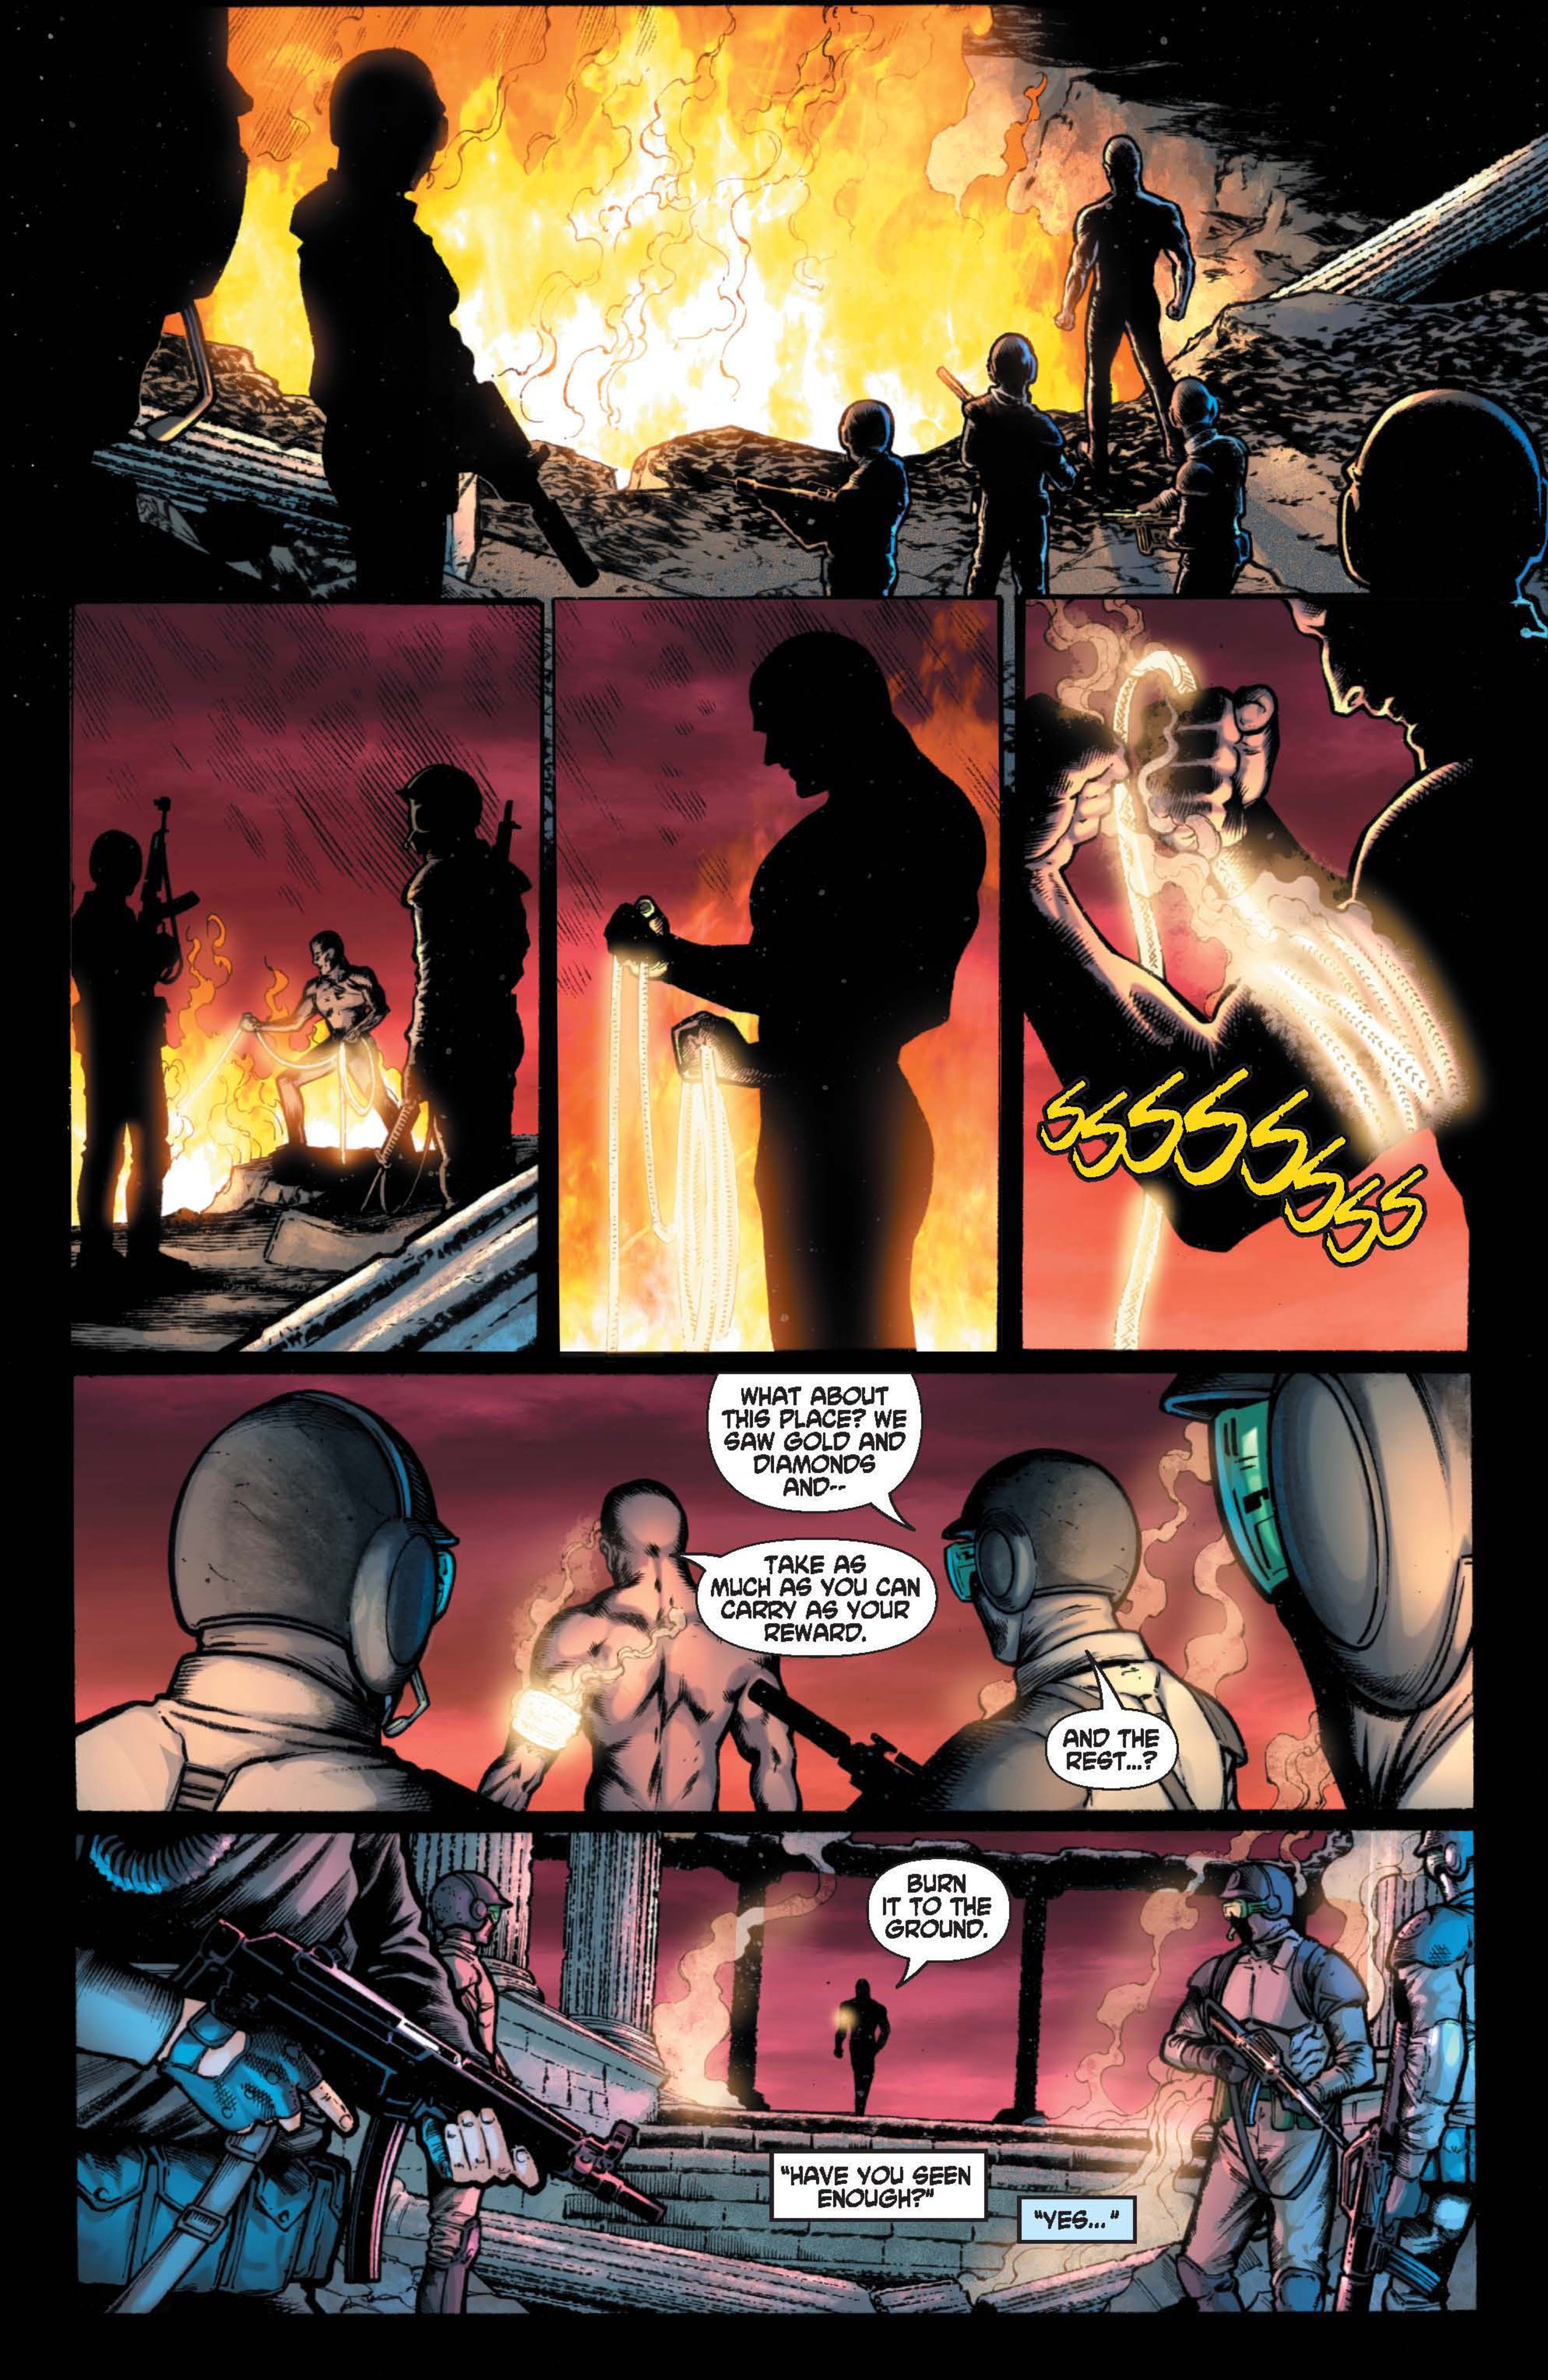 SSSSSSSSSS
WHAT ABOUT
THIS PLACE? WE
SAW GOLD AND
DIAMONDS
AND--
TAKE AS
MUCH AS YOU CAN
CARRY AS YOUR
REWARD.
AND THE
REST...?
BURN
IT TO THE
GROUND.
"HAVE YOU SEEN
ENOUGH?"
"YES..."